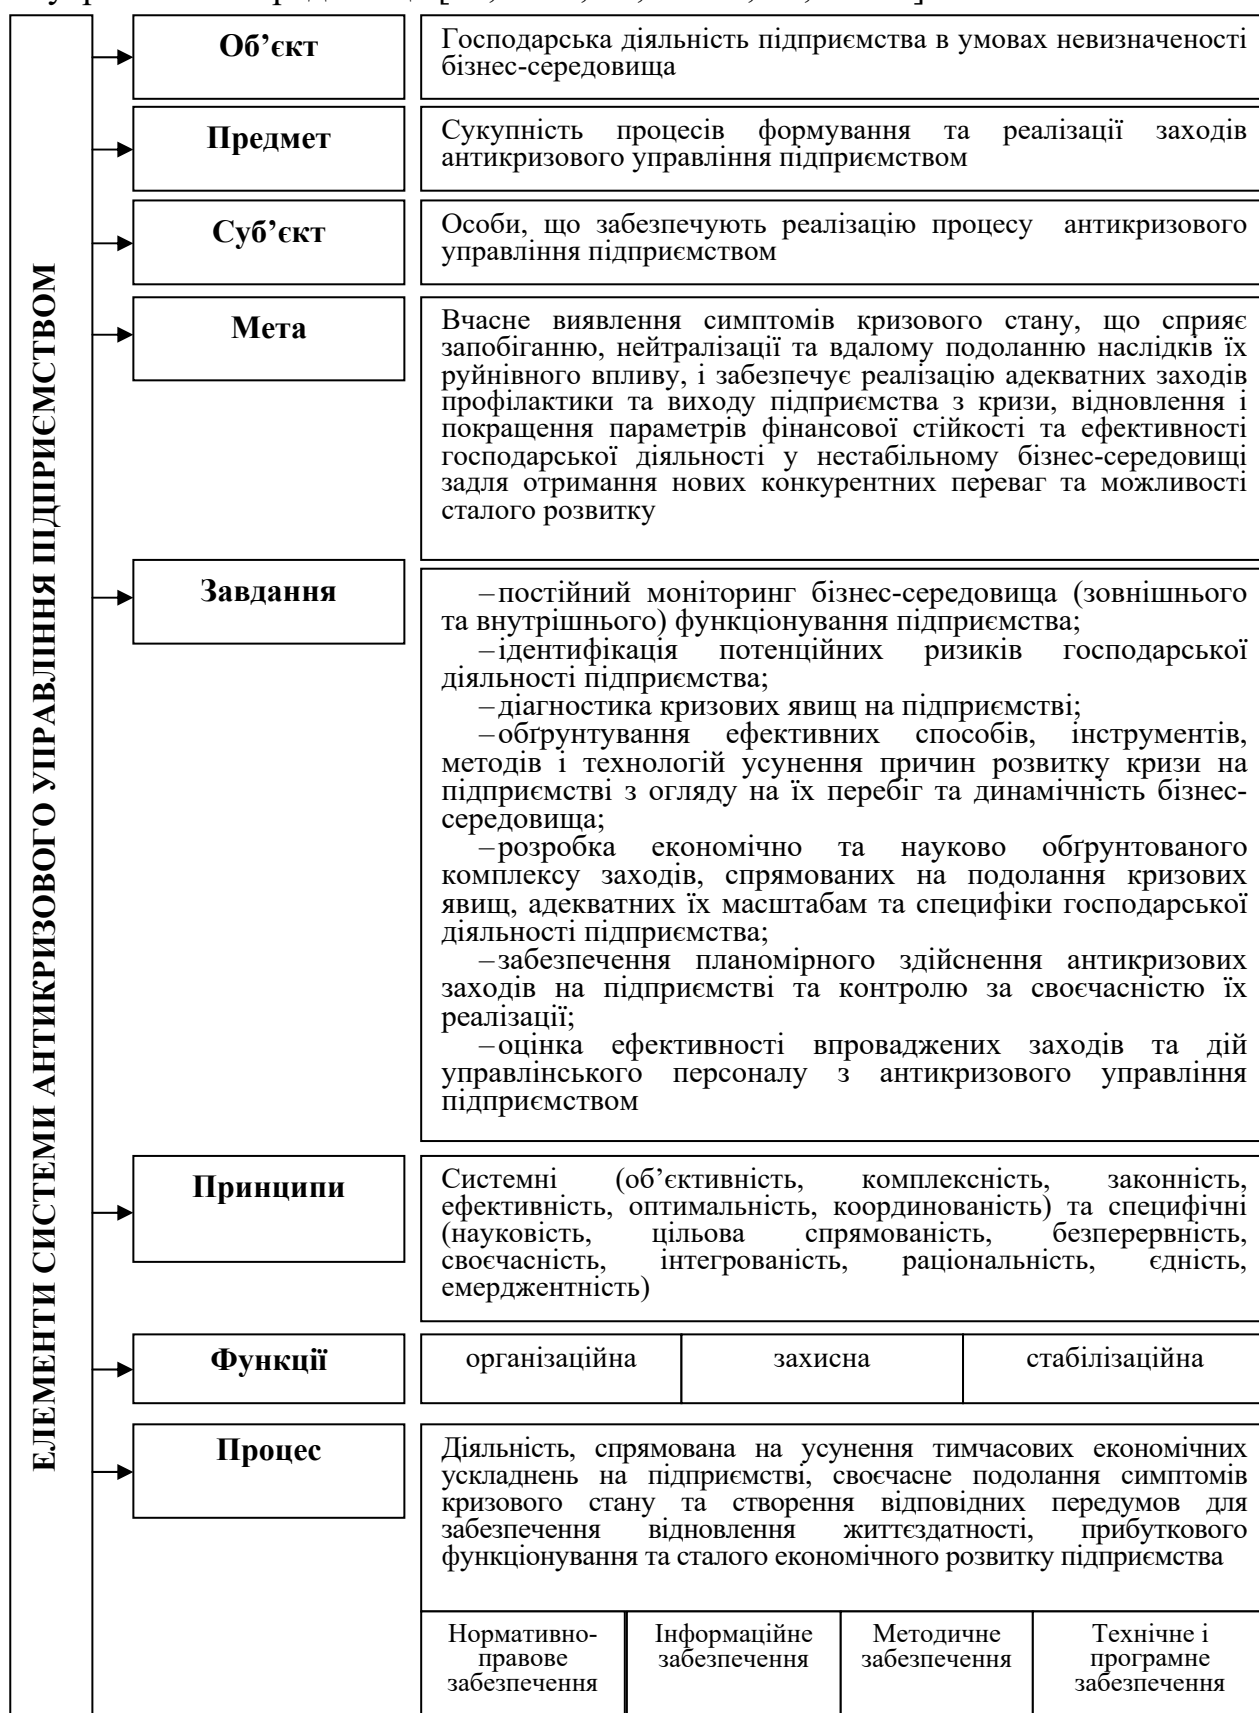 ЕЛЕМЕНТИ СИСТЕМИ АНТИКРИЗОВОГО УПРАВЛІННЯ ПІДПРИЄМСТВОМ
Об’єкт
Господарська діяльність підприємства в умовах невизначеності
бізнес-середовища
Предмет
Сукупність процесів формування та реалізації заходів
антикризового управління підприємством
Суб’єкт
Особи, що забезпечують реалізацію процесу антикризового
управління підприємством
Мета
Вчасне виявлення симптомів кризового стану, що сприяє
запобіганню, нейтралізації та вдалому подоланню наслідків їх
руйнівного впливу, і забезпечує реалізацію адекватних заходів
профілактики та виходу підприємства з кризи, відновлення і
покращення параметрів фінансової стійкості та ефективності
господарської діяльності у нестабільному бізнес-середовищі
задля отримання нових конкурентних переваг та можливості
сталого розвитку
Завдання
–постійний моніторинг бізнес-середовища (зовнішнього
та внутрішнього) функціонування підприємства;
–ідентифікація потенційних ризиків господарської
діяльності підприємства;
–діагностика кризових явищ на підприємстві;
–обґрунтування ефективних способів, інструментів,
методів і технологій усунення причин розвитку кризи на
підприємстві з огляду на їх перебіг та динамічність бізнес-
середовища;
–розробка економічно та науково обґрунтованого
комплексу заходів, спрямованих на подолання кризових
явищ, адекватних їх масштабам та специфіки господарської
діяльності підприємства;
–забезпечення планомірного здійснення антикризових
заходів на підприємстві та контролю за своєчасністю їх
реалізації;
–оцінка ефективності впроваджених заходів та дій
управлінського персоналу з антикризового управління
підприємством
Принципи
Системні (об’єктивність, комплексність, законність,
ефективність, оптимальність, координованість) та специфічні
(науковість, цільова спрямованість, безперервність,
своєчасність, інтегрованість, раціональність, єдність,
емерджентність)
Функції
організаційна
захисна
стабілізаційна
Процес
Діяльність, спрямована на усунення тимчасових економічних
ускладнень на підприємстві, своєчасне подолання симптомів
кризового стану та створення відповідних передумов для
забезпечення відновлення життєздатності, прибуткового
функціонування та сталого економічного розвитку підприємства
Нормативно-
правове
забезпечення
Інформаційне
забезпечення
Методичне
забезпечення
Технічне і
програмне
забезпечення